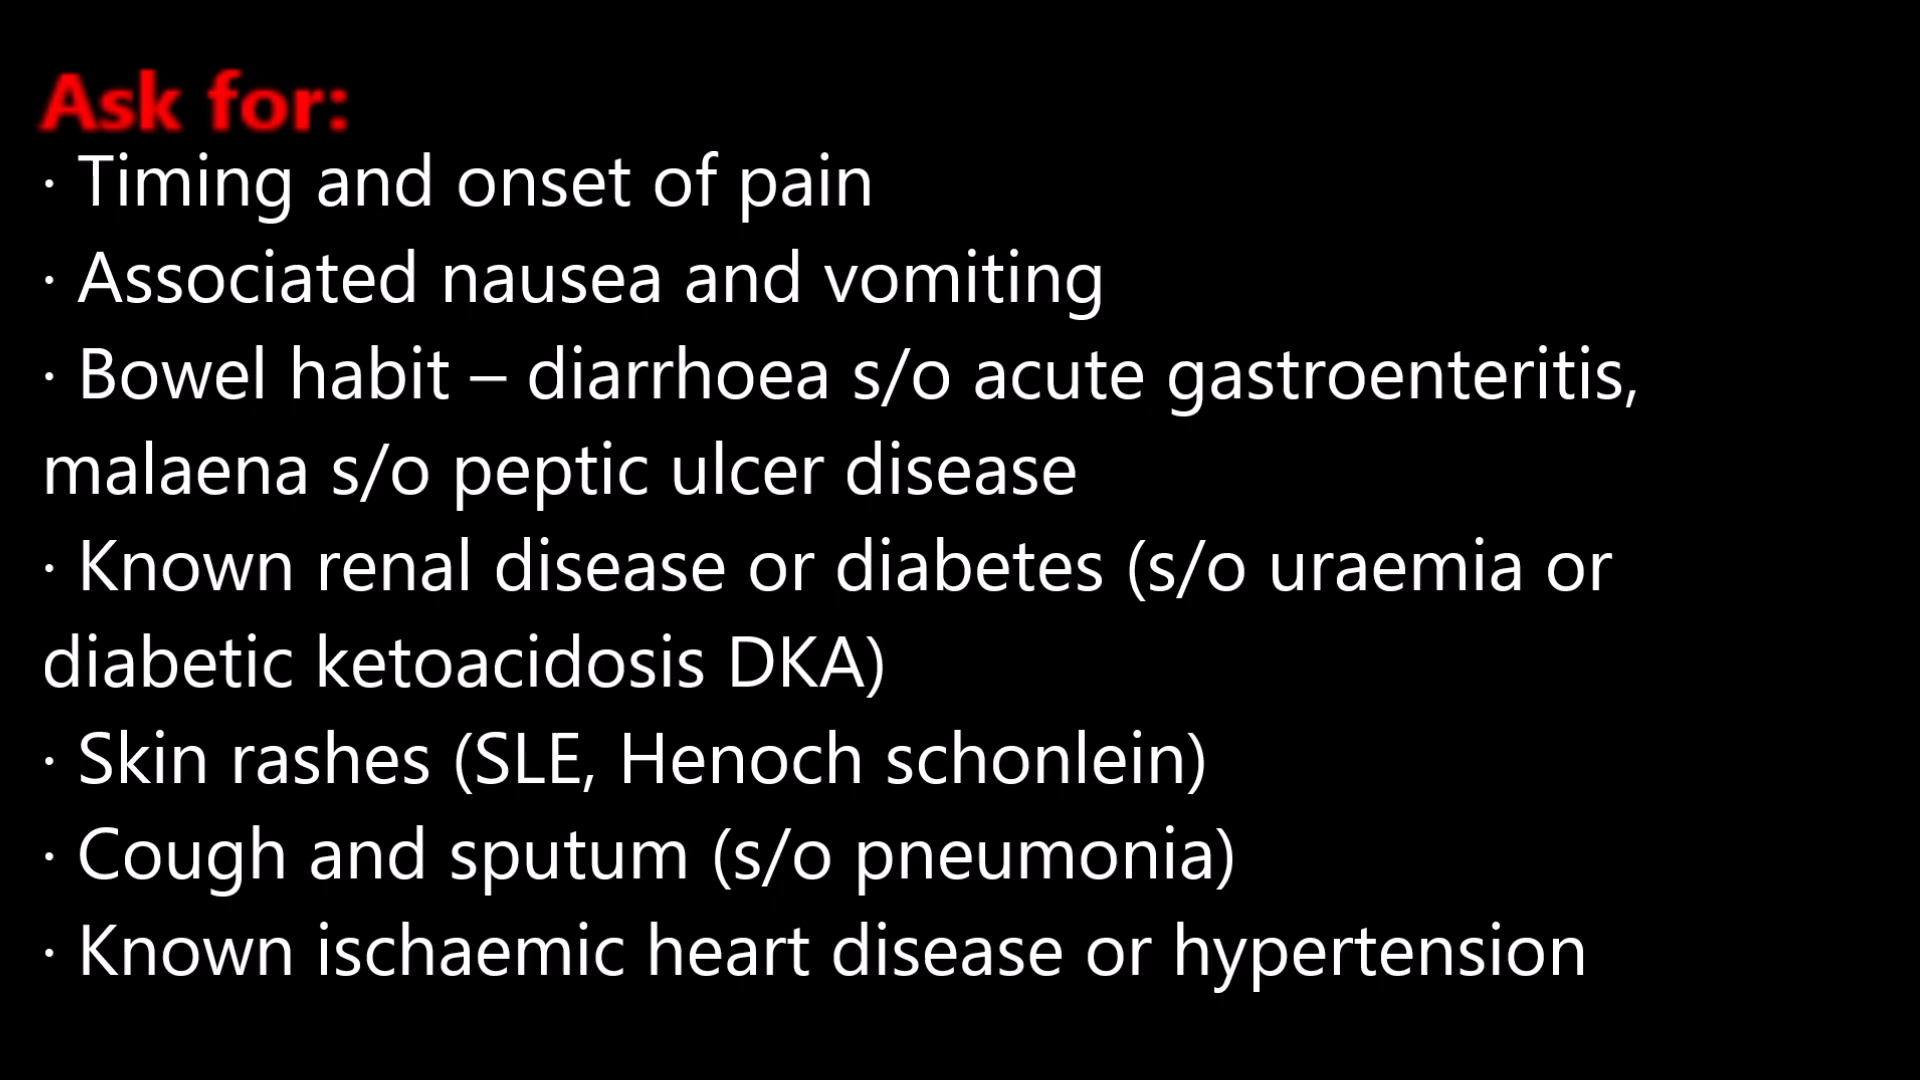 Ask for:
· Timing and onset of pain
· Associated nausea and vomiting
· Bowel habit – diarrhoea s/o acute gastroenteritis,
malaena s/o peptic ulcer disease
· Known renal disease or diabetes (s/o uraemia or
diabetic ketoacidosis DKA)
· Skin rashes (SLE, Henoch schonlein)
· Cough and sputum (s/o pneumonia)
· Known ischaemic heart disease or hypertension